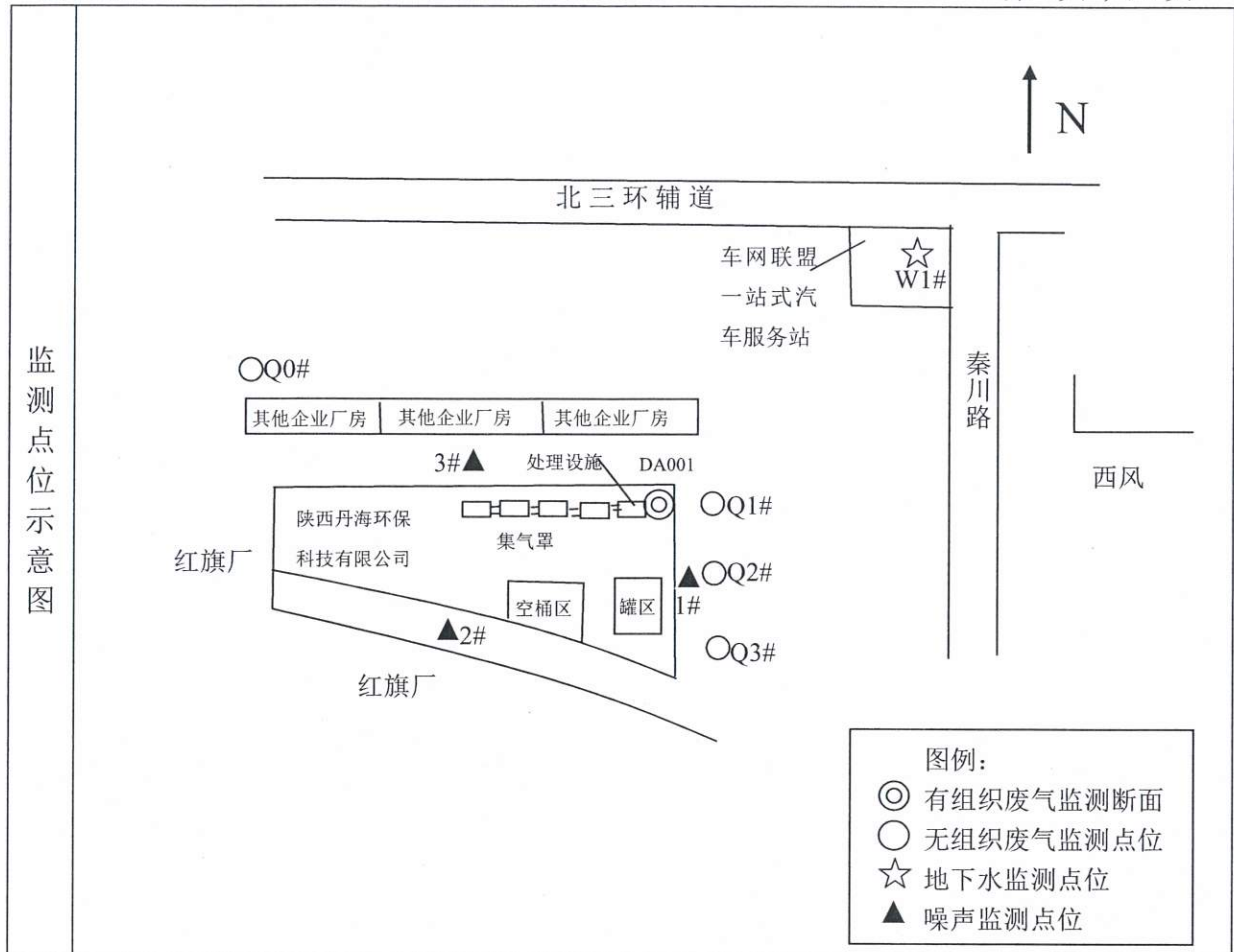 监测点位示意图
N
北三环辅道
车网联盟
一站式汽
车服务站
W1#
秦川路
Q0#
其他企业厂房
其他企业厂房
其他企业厂房
3#
处理设施
DA001
西风
陕西丹海环保
科技有限公司
集气罩
Q1#
红旗厂
空桶区
罐区
1#
Q2#
2#
Q3#
红旗厂
图例：
有组织废气监测断面
无组织废气监测点位
地下水监测点位
噪声监测点位